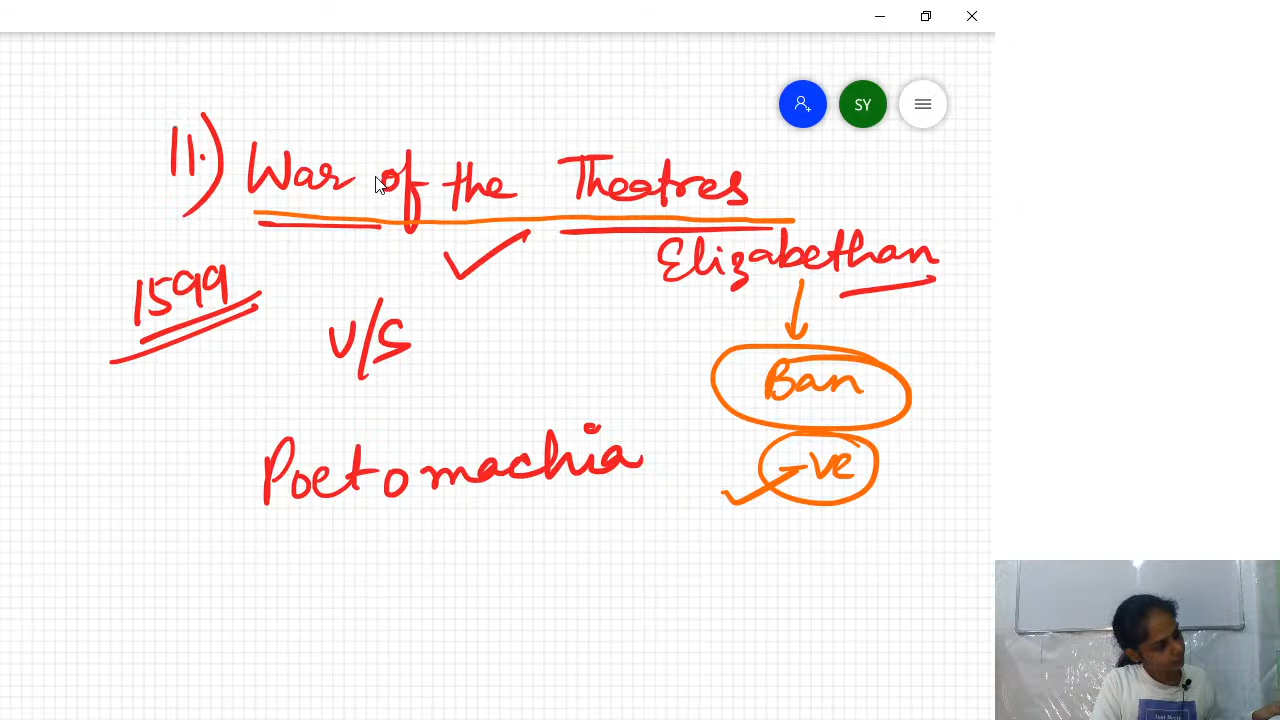 SY
11.) War of the Theatres
Elizabethan
1599
V/S
Ban
-ve
Poetomachia